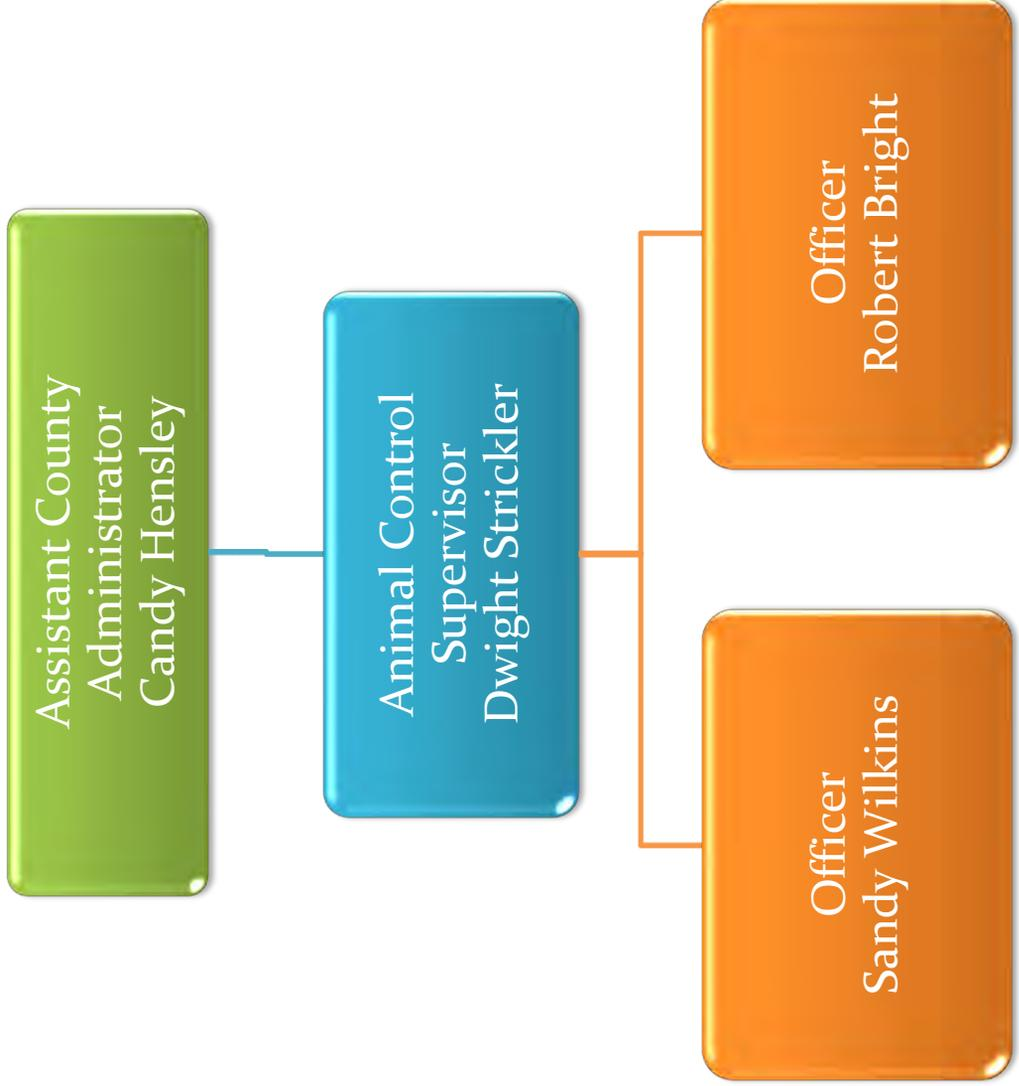 Assistant County
Administrator
Candy Hensley
Animal Control
Supervisor
Dwight Strickler
Officer
Sandy Wilkins
Officer
Robert Bright